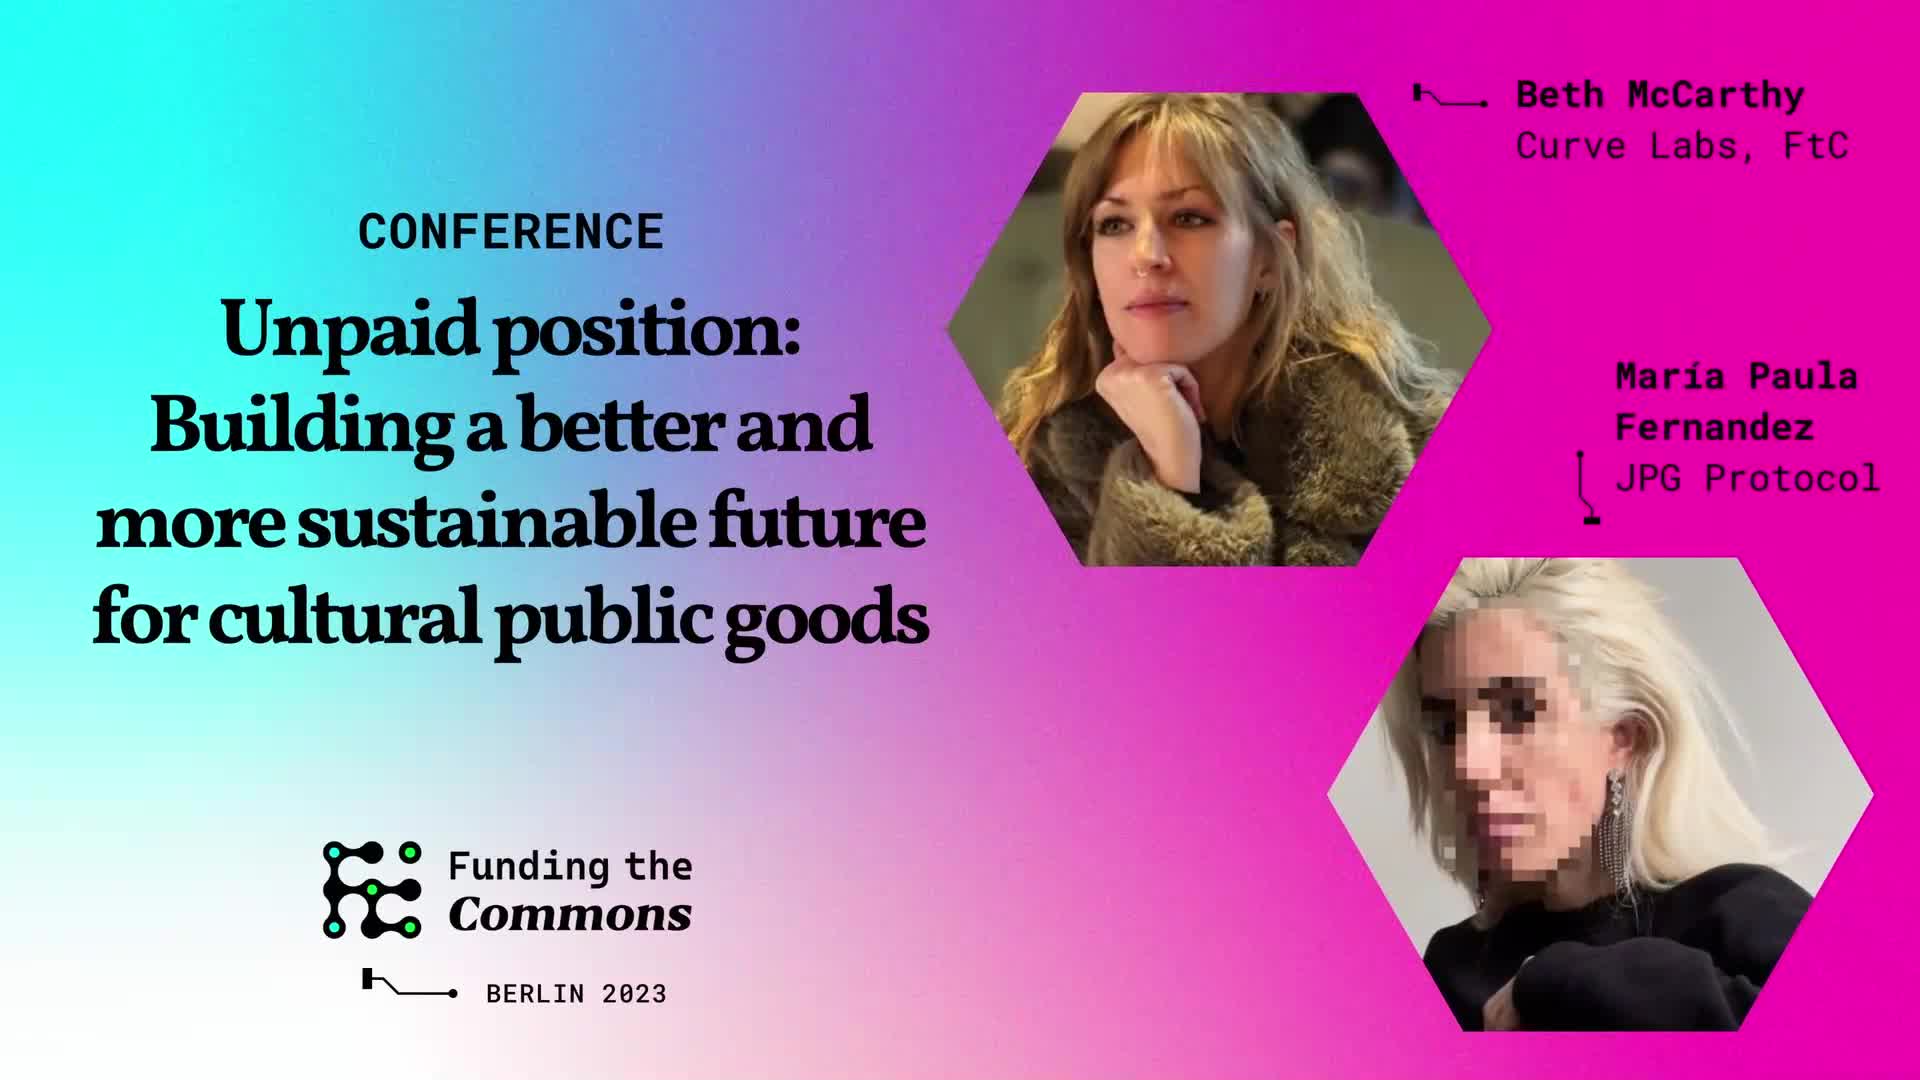 CONFERENCE
Unpaid position:
Building a better and
more sustainable future
for cultural public goods
Funding the
Commons
BERLIN 2023
Beth McCarthy
Curve Labs, FtC
María Paula
Fernandez
JPG Protocol